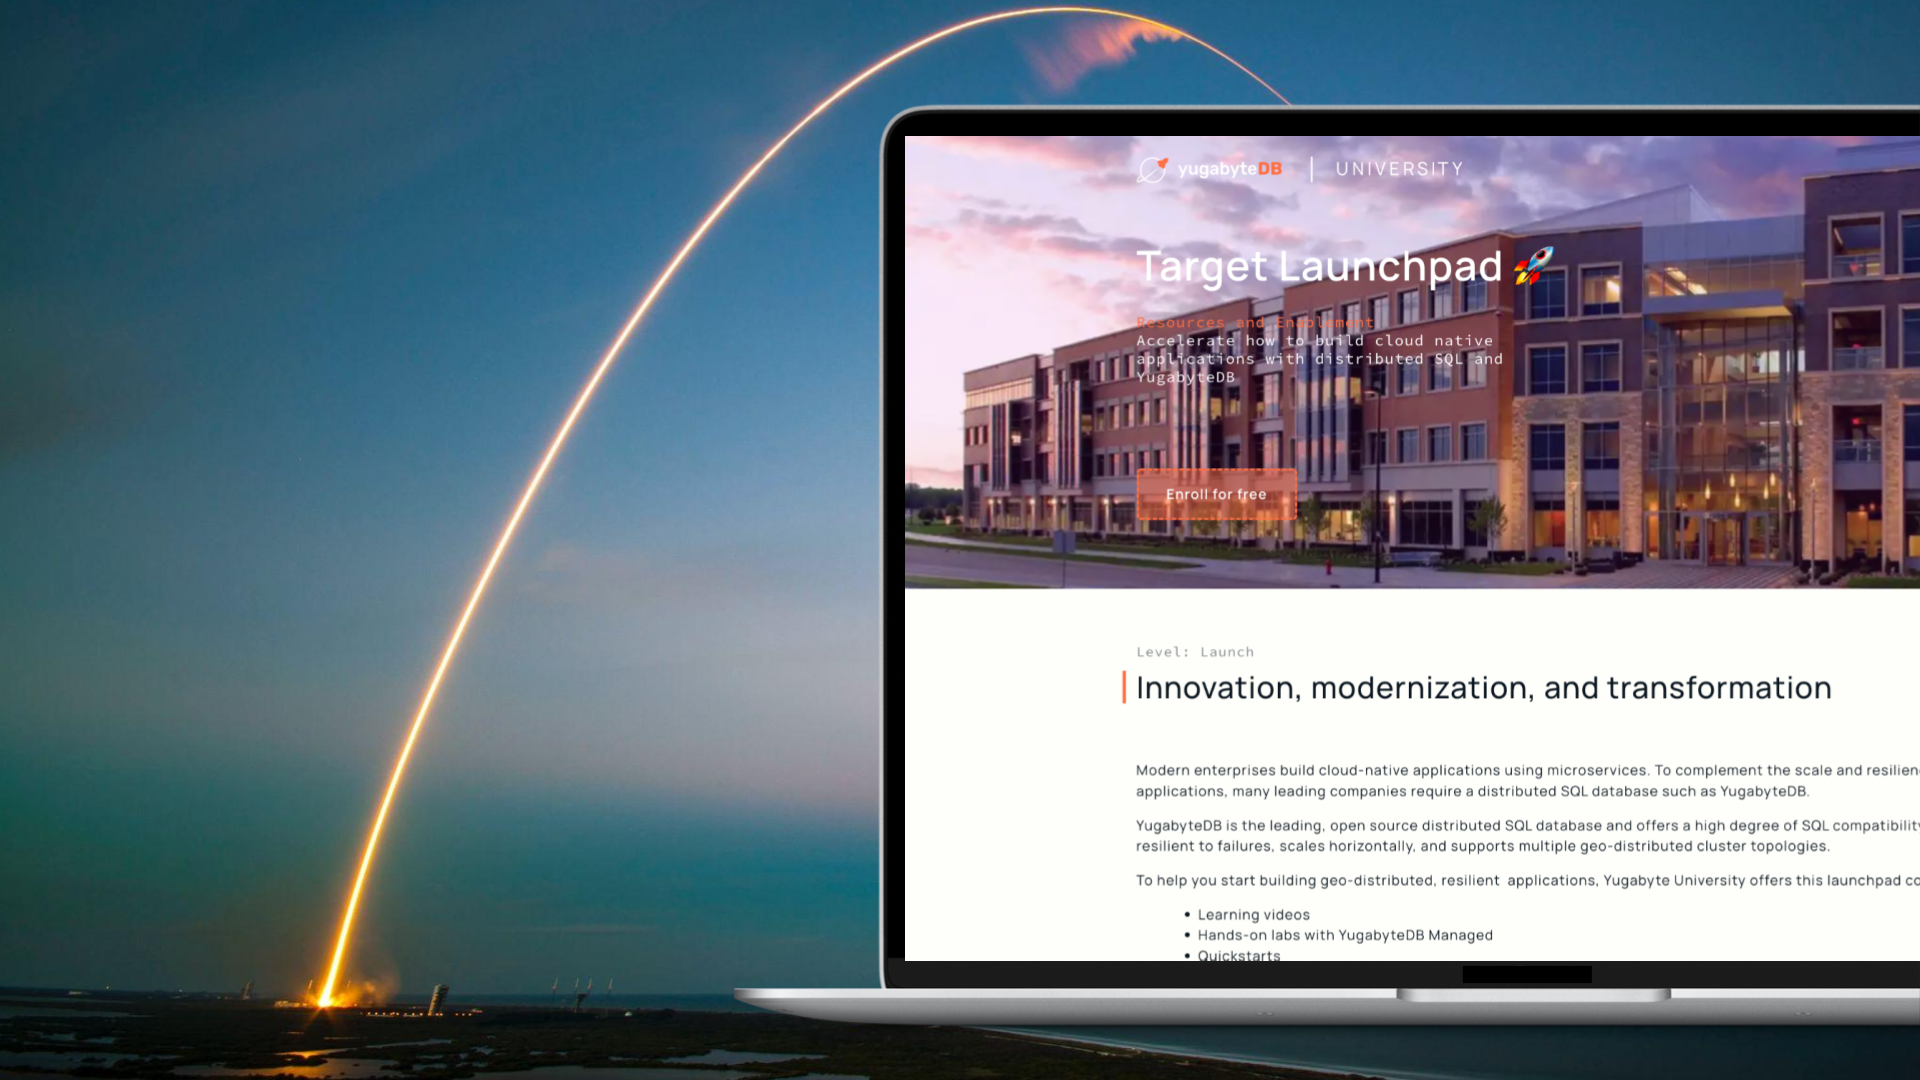 yugabyteDB | UNIVERSITY
Target Launchpad 🚀
Resources and Enablement
Accelerate how to build cloud native
applications with distributed SQL and
YugabyteDB
Enroll for free
Level: Launch
Innovation, modernization, and transformation
Modern enterprises build cloud-native applications using microservices. To complement the scale and resilien
applications, many leading companies require a distributed SQL database such as YugabyteDB.
YugabyteDB is the leading, open source distributed SQL database and offers a high degree of SQL compatibility
resilient to failures, scales horizontally, and supports multiple geo-distributed cluster topologies.
To help you start building geo-distributed, resilient applications, Yugabyte University offers this launchpad co
• Learning videos
• Hands-on labs with YugabyteDB Managed
• Quickstarts